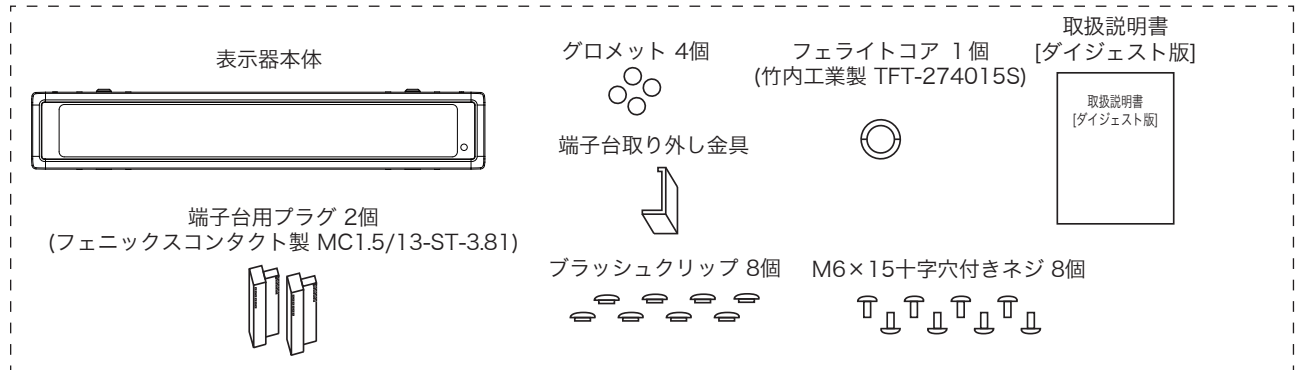 表示器本体
グロメット 4個
フェライトコア 1個
(竹内工業製 TFT-274015S)
取扱説明書
[ダイジェスト版]
取扱説明書
[ダイジェスト版]
端子台取り外し金具
端子台用プラグ 2個
(フェニックスコンタクト製 MC1.5/13-ST-3.81)
ブラッシュクリップ 8個
M6×15十字穴付きネジ 8個